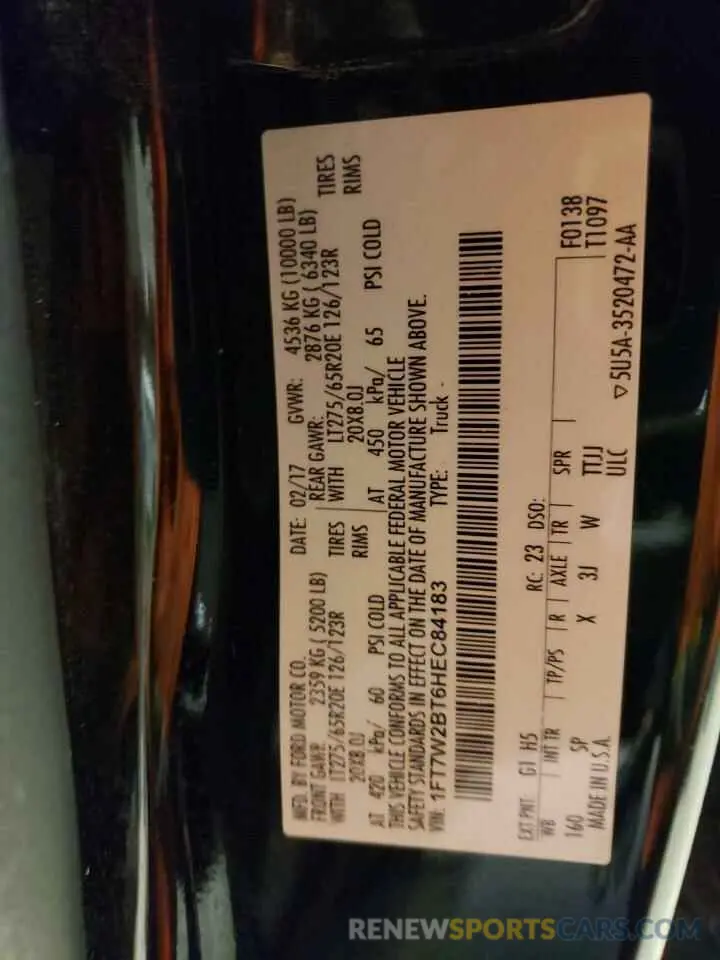 MFD. BY FORD MOTOR CO.
DATE: 02/17 GVWR: 4536 KG (10000 LB)
FRONT GAWR: 2359 KG ( 5200 LB)
REAR GAWR: 2876 KG ( 6340 LB)
WITH LT275/65R20E 126/123R TIRES
WITH LT275/65R20E 126/123R TIRES
20X8.0J RIMS
20X8.0J RIMS
AT 420 kPa/ 60 PSI COLD
AT 450 kPa/ 65 PSI COLD
THIS VEHICLE CONFORMS TO ALL APPLICABLE FEDERAL MOTOR VEHICLE
SAFETY STANDARDS IN EFFECT ON THE DATE OF MANUFACTURE SHOWN ABOVE.
VIN: 1FT7W2BT6HEC84183 TYPE: Truck
EXT PNT: G1 H5 RC: 23 DSO: F0138
WB INT TR TP/PS R AXLE TR SPR T1097
160 SP X 3J W TTJJ
MADE IN U.S.A. ULC ▽5U5A-3520472-AA
RENEWSPORTSCARS.COM